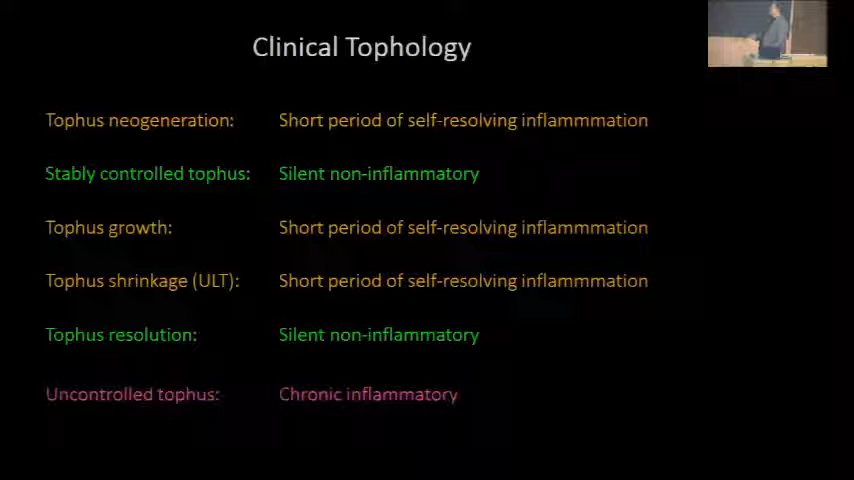 Clinical Tophology
Tophus neogeneration: Short period of self-resolving inflammmation
Stably controlled tophus: Silent non-inflammatory
Tophus growth: Short period of self-resolving inflammmation
Tophus shrinkage (ULT): Short period of self-resolving inflammmation
Tophus resolution: Silent non-inflammatory
Uncontrolled tophus: Chronic inflammatory